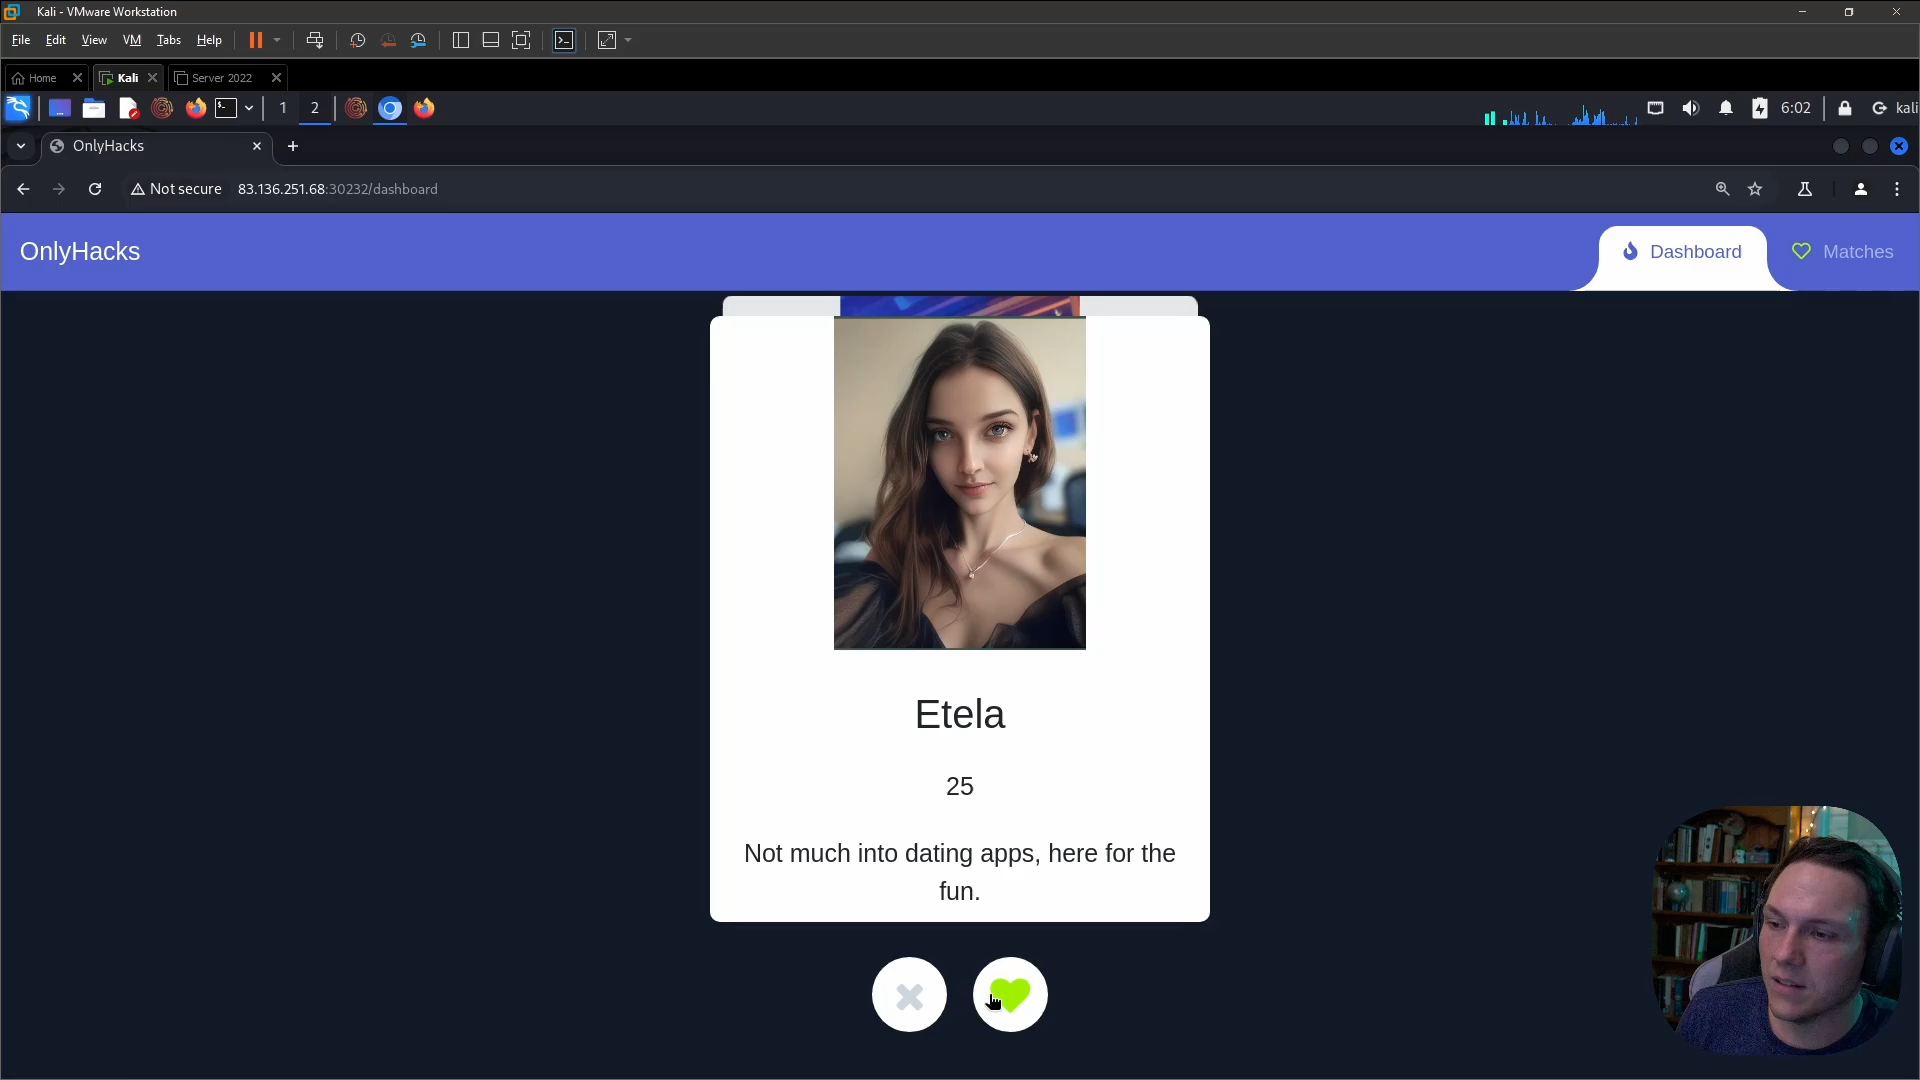 Kali - VMware Workstation
File Edit View VM Tabs Help
Home Kali Server 2022
1 2 6:02 kali
OnlyHacks
Not secure 83.136.251.68:30232/dashboard
OnlyHacks Dashboard Matches
Etela
25
Not much into dating apps, here for the
fun.